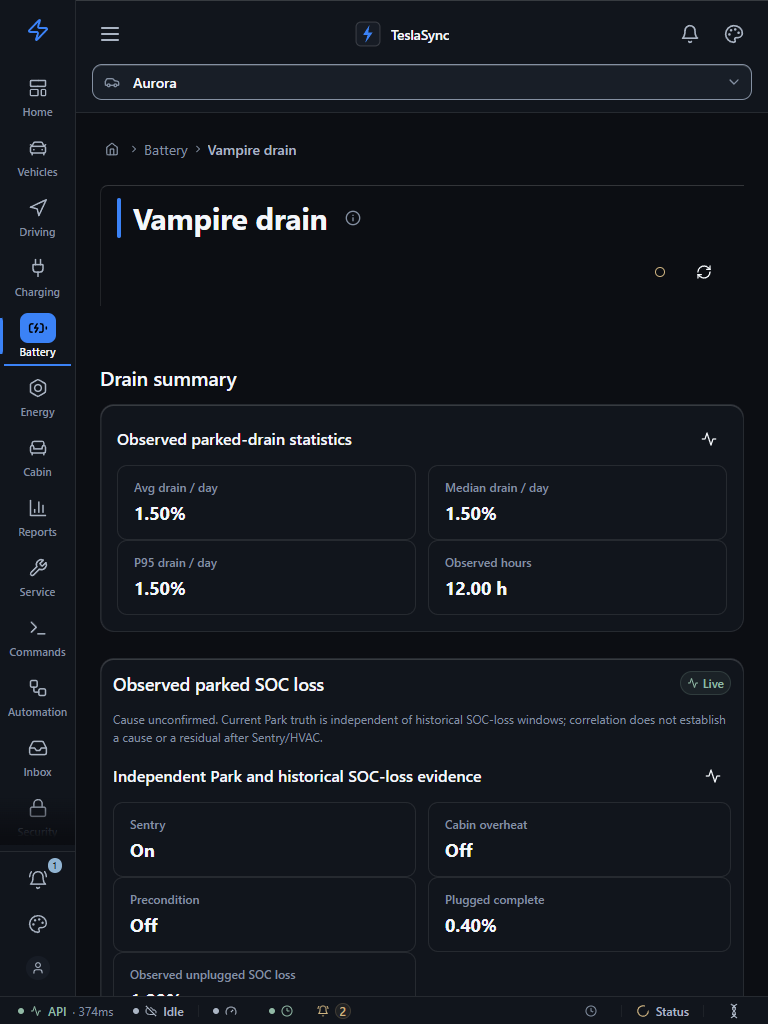 TeslaSync
Aurora
Home
Vehicles
Driving
Charging
Battery
Energy
Cabin
Reports
Service
Commands
Automation
Inbox
Security
1
Battery
Vampire drain
Vampire drain
Drain summary
Observed parked-drain statistics
Avg drain / day
1.50%
Median drain / day
1.50%
P95 drain / day
1.50%
Observed hours
12.00 h
Observed parked SOC loss
Live
Cause unconfirmed. Current Park truth is independent of historical SOC-loss windows; correlation does not establish
a cause or a residual after Sentry/HVAC.
Independent Park and historical SOC-loss evidence
Sentry
On
Cabin overheat
Off
Precondition
Off
Plugged complete
0.40%
Observed unplugged SOC loss
API · 374ms
Idle
2
Status